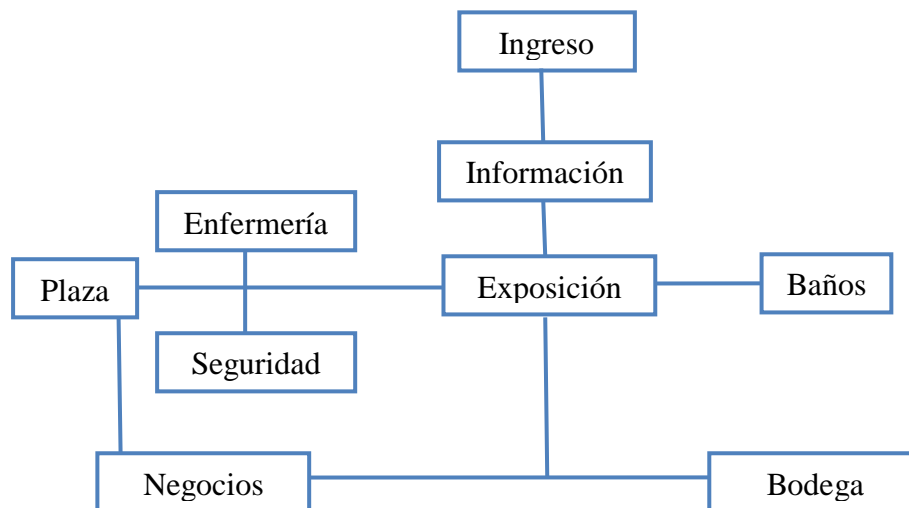 Ingreso
Información
Enfermería
Plaza
Exposición
Baños
Seguridad
Negocios
Bodega